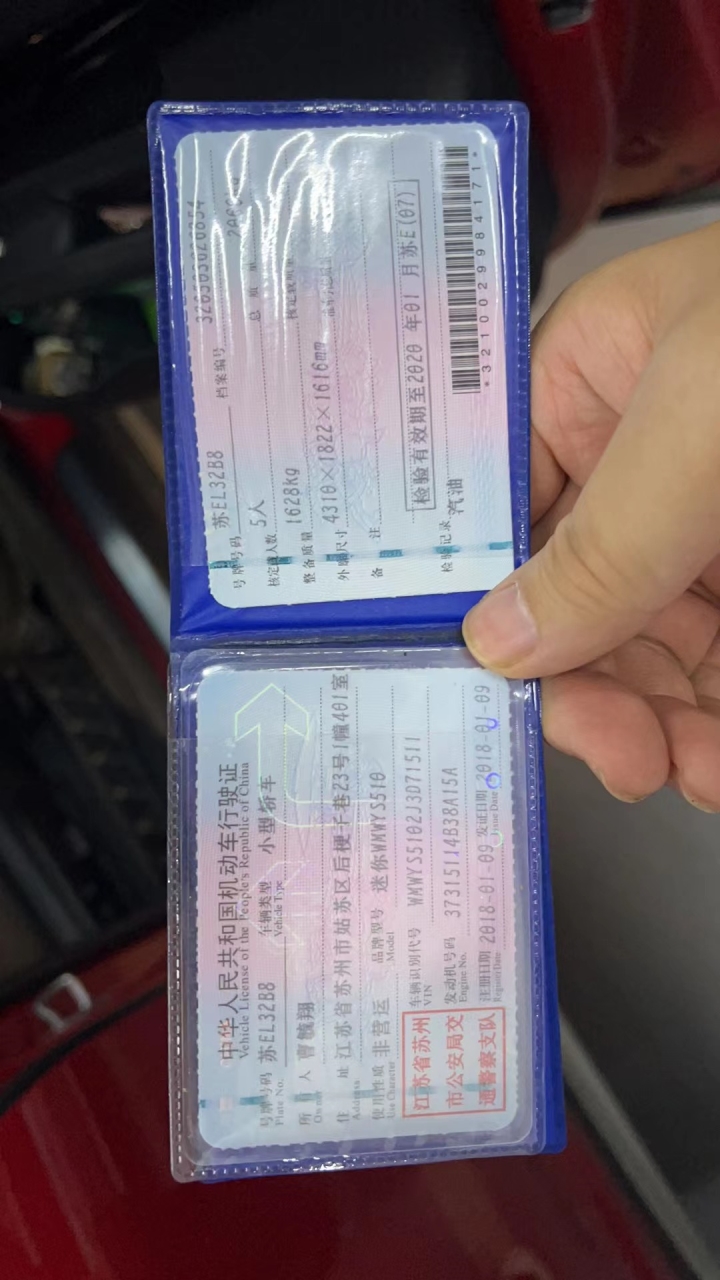 中华人民共和国机动车行驶证
Vehicle License of the People's Republic of China
号牌号码 苏EL32B8 车辆类型 小型轿车
Plate No. Vehicle Type
所有人 曹毓翔
Owner
住址 江苏省苏州市姑苏区后梗子巷23号1幢401室
Address
使用性质 非营运 品牌型号 迷你WMWYS510
Use Character Model
江苏省苏州
市公安局交
通警察支队
车辆识别代号 WMWYS5102J3D71511
VIN
发动机号码 37315114B38A15A
Engine No.
注册日期 2018-01-09 发证日期 2018-01-09
Register Date Issue Date
号牌号码 苏EL32B8 档案编号
核定载人数 5人 总质量
整备质量 1628kg
外廓尺寸 4310×1822×1616mm
备注
检验有效期至2020年01月苏E(07)
检验记录
汽油
*3210029984171*